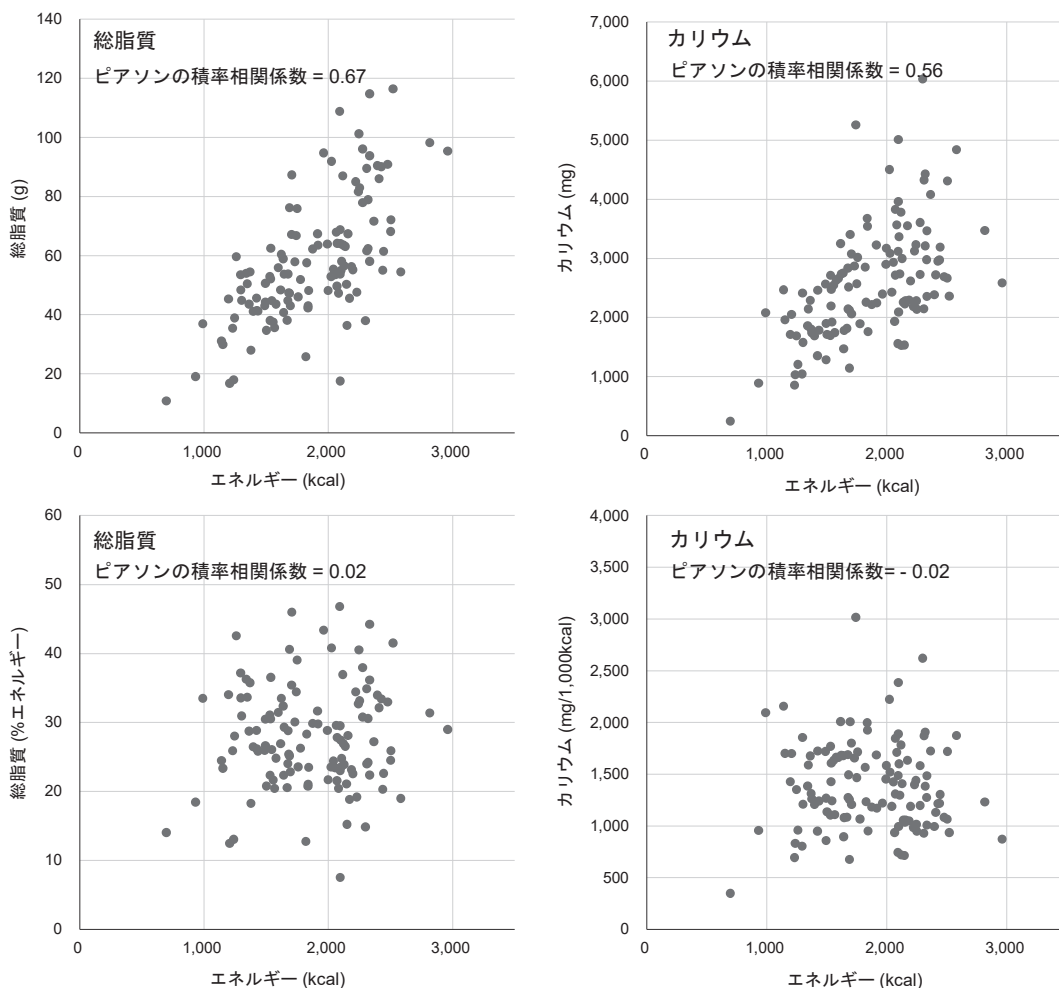 総脂質
ピアソンの積率相関係数 = 0.67
総脂質 (g)
140
120
100
80
60
40
20
0
0 1,000 2,000 3,000
エネルギー (kcal)
カリウム
ピアソンの積率相関係数 = 0.56
カリウム (mg)
7,000
6,000
5,000
4,000
3,000
2,000
1,000
0
0 1,000 2,000 3,000
エネルギー (kcal)
総脂質
ピアソンの積率相関係数 = 0.02
総脂質 (%エネルギー)
60
50
40
30
20
10
0
0 1,000 2,000 3,000
エネルギー (kcal)
カリウム
ピアソンの積率相関係数= - 0.02
カリウム (mg/1,000kcal)
4,000
3,500
3,000
2,500
2,000
1,500
1,000
500
0
0 1,000 2,000 3,000
エネルギー (kcal)